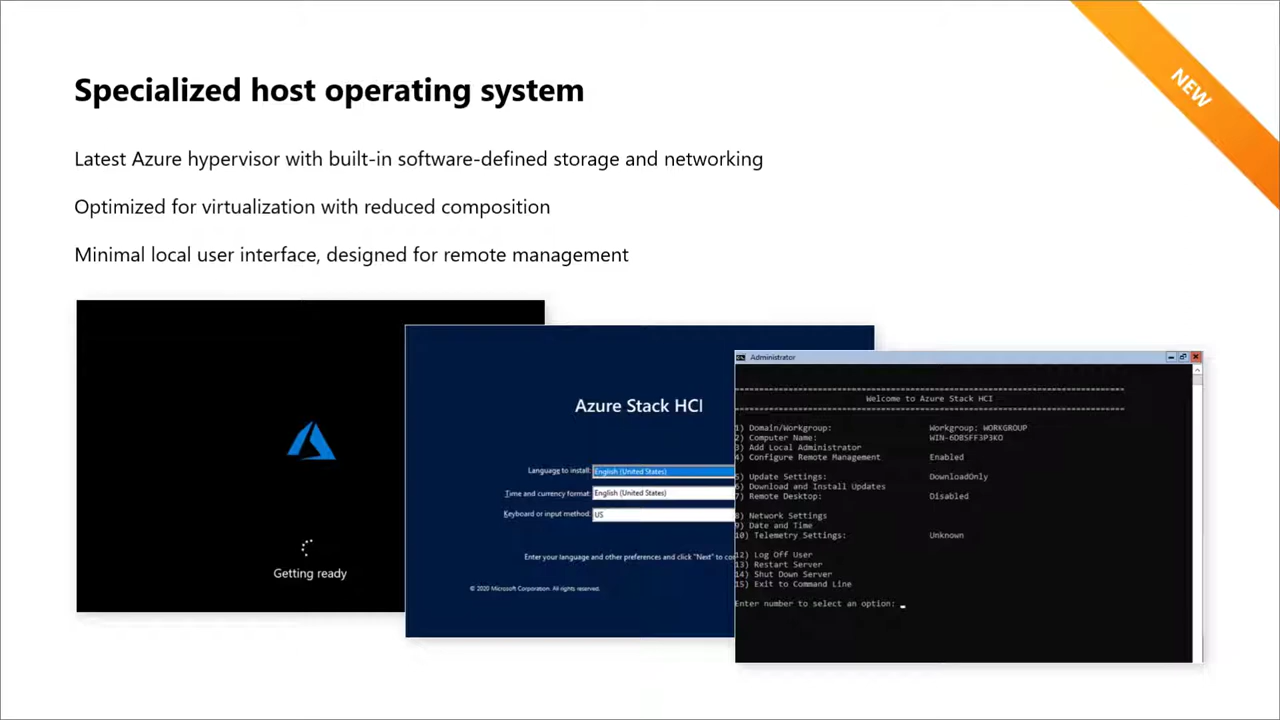 NEW
Specialized host operating system
Latest Azure hypervisor with built-in software-defined storage and networking
Optimized for virtualization with reduced composition
Minimal local user interface, designed for remote management
Getting ready
Azure Stack HCI
Language to install: English (United States)
Time and currency format: English (United States)
Keyboard or input method: US
Enter your language and other preferences and click "Next" to co
© 2020 Microsoft Corporation. All rights reserved.
Administrator
Welcome to Azure Stack HCI
1) Domain/Workgroup: Workgroup: WORKGROUP
2) Computer Name: WIN-6DBSFF3P3KO
3) Add Local Administrator
4) Configure Remote Management Enabled
5) Update Settings: DownloadOnly
6) Download and Install Updates
7) Remote Desktop: Disabled
8) Network Settings
9) Date and Time
10) Telemetry Settings: Unknown
12) Log Off User
13) Restart Server
14) Shut Down Server
15) Exit to Command Line
Enter number to select an option: